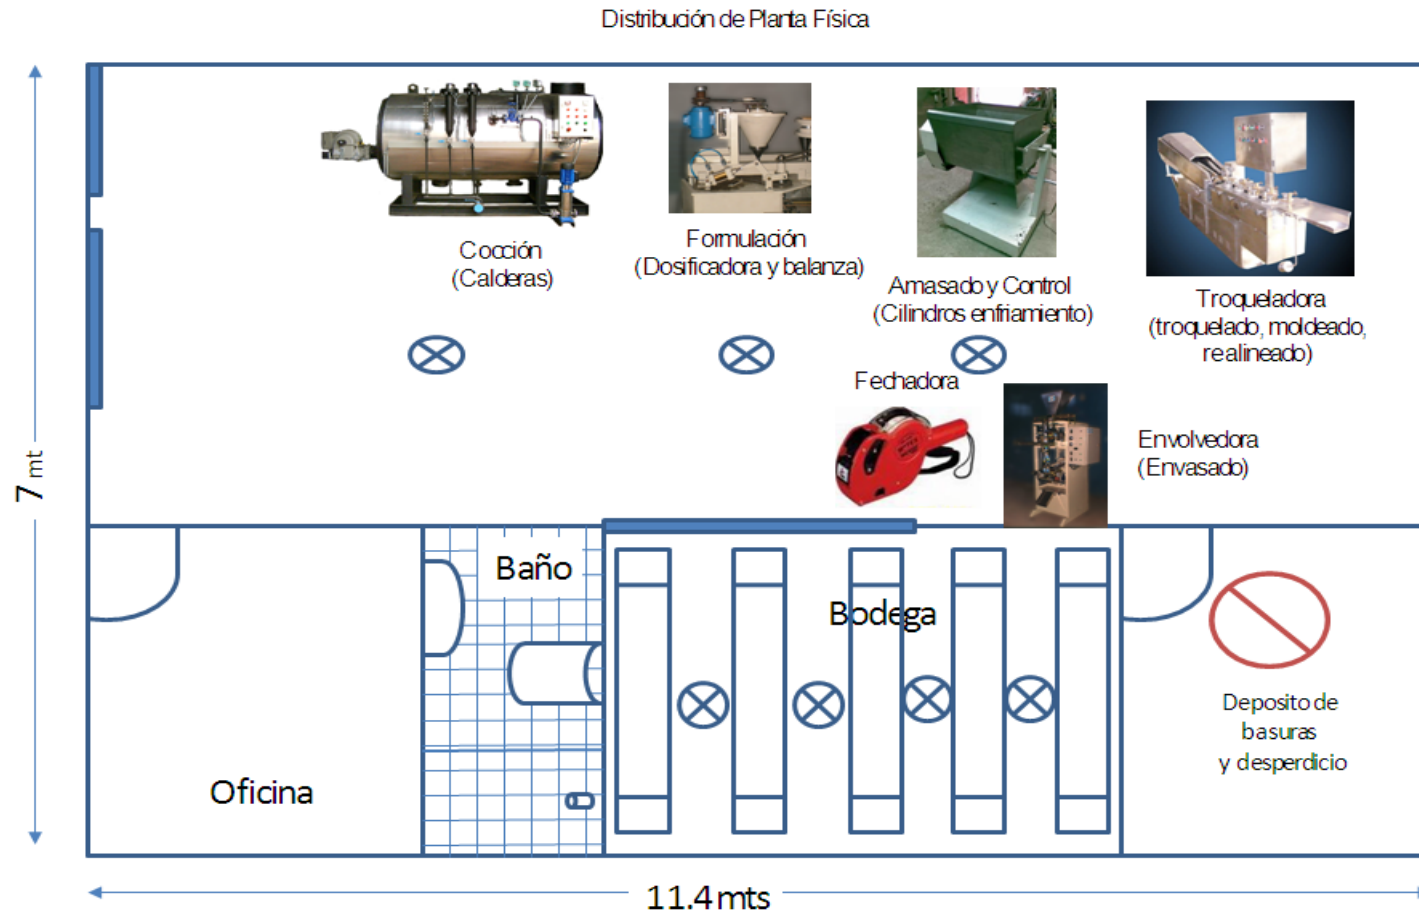 Distribución de Planta Física
Cocción
(Calderas)
Formulación
(Dosificadora y balanza)
Amasado y Control
(Cilindros enfriamiento)
Troqueladora
(troquelado, moldeado,
realineado)
Fechadora
Envolvedora
(Envasado)
7 mt
Baño
Bodega
Oficina
Deposito de
basuras
y desperdicio
11.4 mts